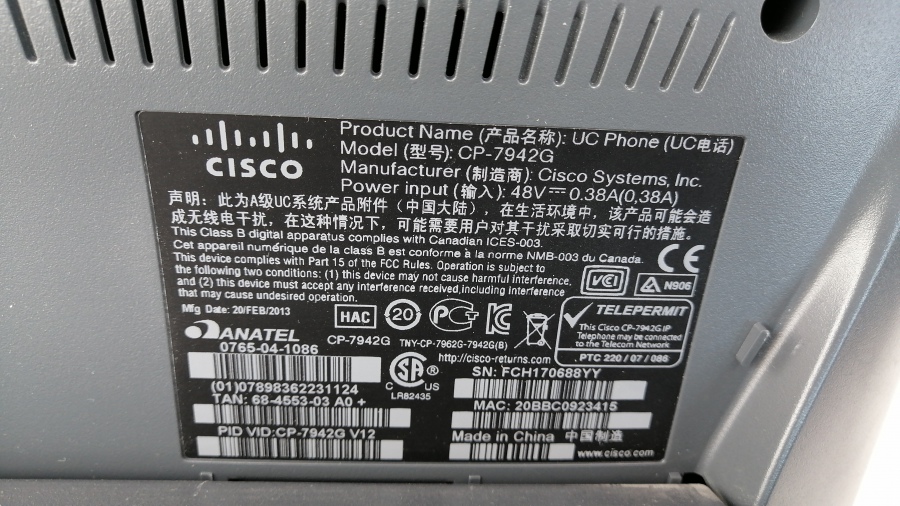 CISCO
Product Name (产品名称): UC Phone (UC电话)
Model (型号): CP-7942G
Manufacturer (制造商): Cisco Systems, Inc.
Power input (输入): 48V⎓0.38A(0,38A)
声明：此为A级UC系统产品附件（中国大陆），在生活环境中，该产品可能会造
成无线电干扰，在这种情况下，可能需要用户对其干扰采取切实可行的措施。
This Class B digital apparatus complies with Canadian ICES-003.
Cet appareil numérique de la class B est conforme à la norme NMB-003 du Canada.
This device complies with Part 15 of the FCC Rules. Operation is subject to
the following two conditions: (1) this device may not cause harmful interference,
and (2) this device must accept any interference received,including interference
that may cause undesired operation.
CE
VCI
N906
Mfg Date: 20/FEB/2013
HAC
20
TELEPERMIT
This Cisco CP-7942G IP
Telephone may be connected
to the Telecom Network
PTC 220 / 07 / 086
ANATEL
0765-04-1086
CP-7942G
TNY-CP-7962G-7942G(B)
http://cisco-returns.com
(01)07898362231124
TAN: 68-4553-03 A0 +
PID VID:CP-7942G V12
SA
C US
LR82435
SN: FCH170688YY
MAC: 20BBC0923415
Made in China 中国制造
www.cisco.com